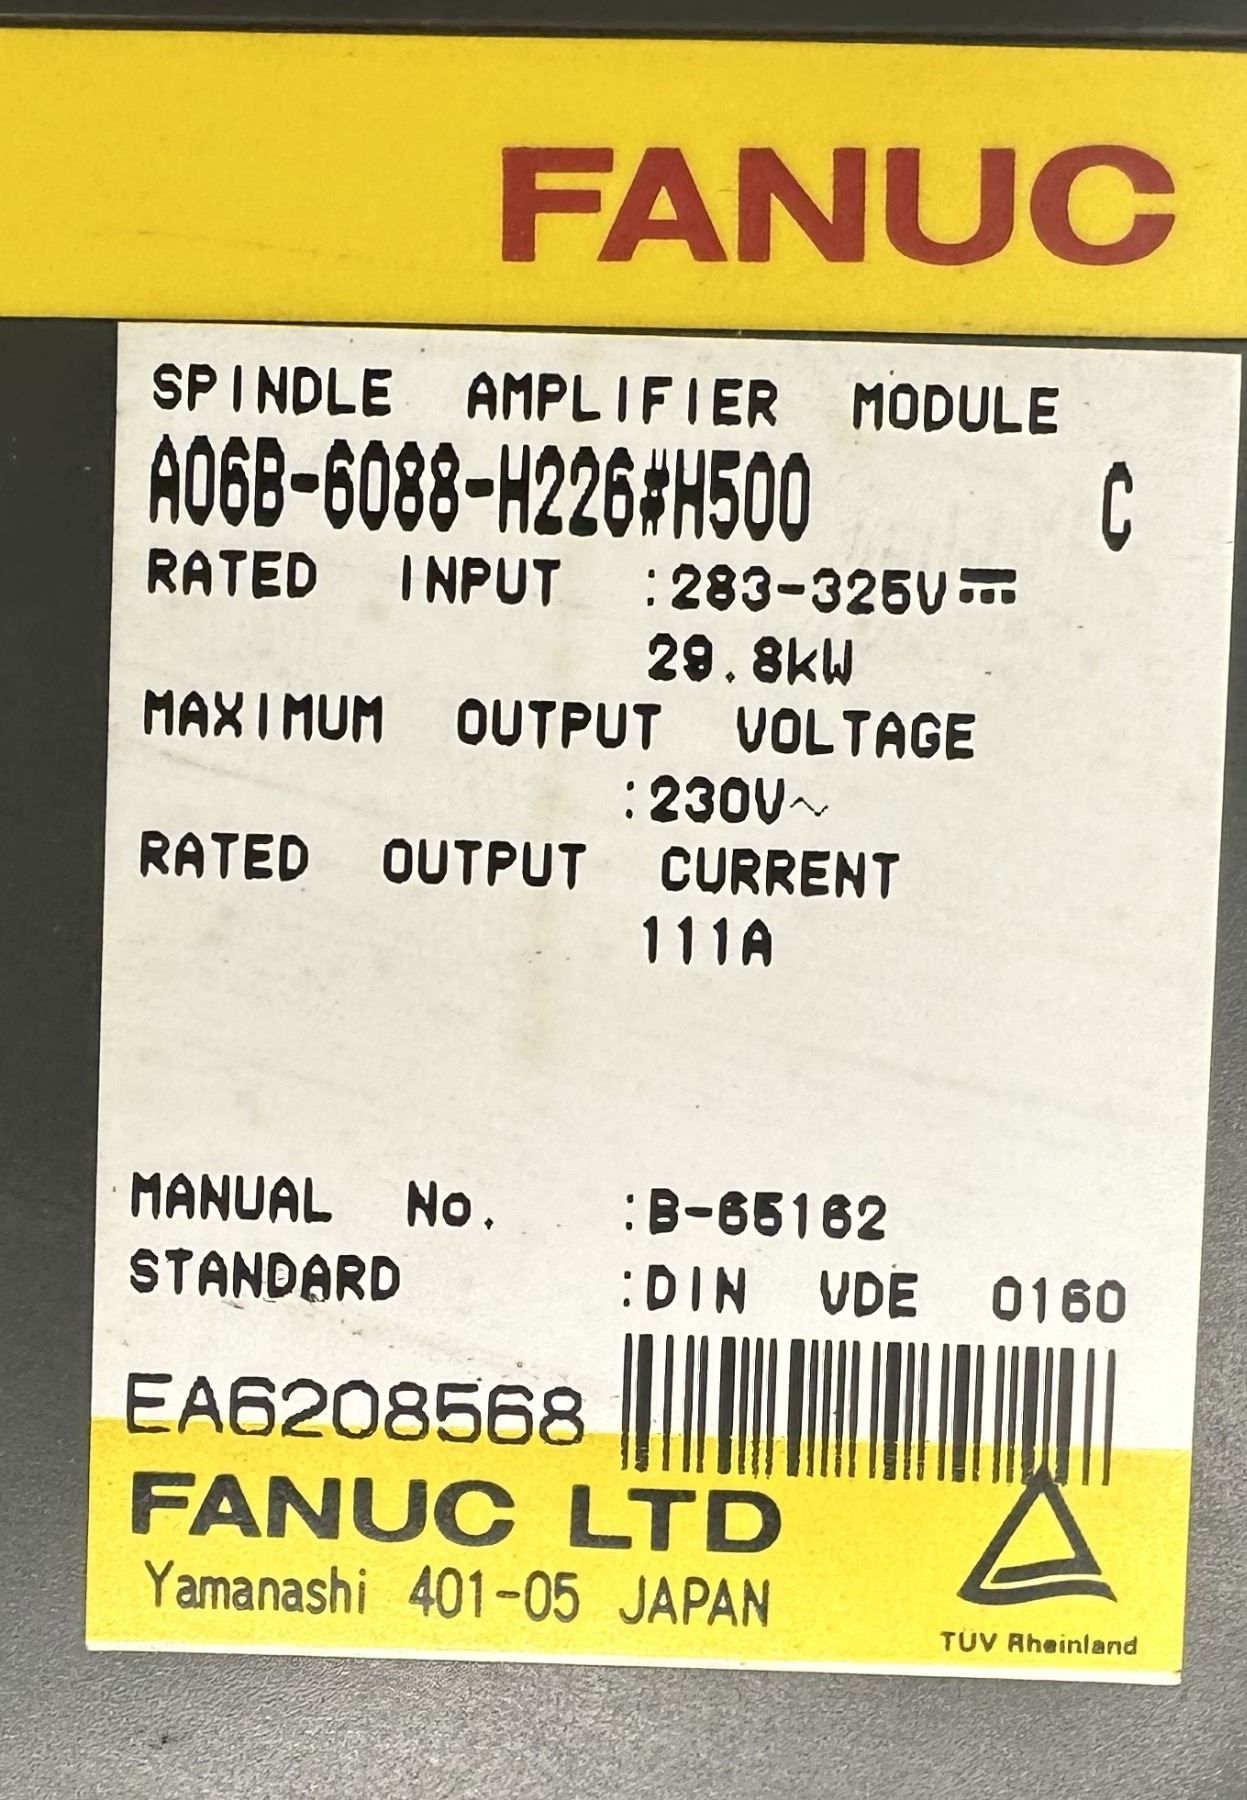 FANUC
SPINDLE AMPLIFIER MODULE
A06B-6088-H226#H500 C
RATED INPUT :283-325V⎓
29.8kW
MAXIMUM OUTPUT VOLTAGE
:230V~
RATED OUTPUT CURRENT
111A
MANUAL No. :B-65162
STANDARD :DIN VDE 0160
EA6208568
FANUC LTD
Yamanashi 401-05 JAPAN
TÜV Rheinland